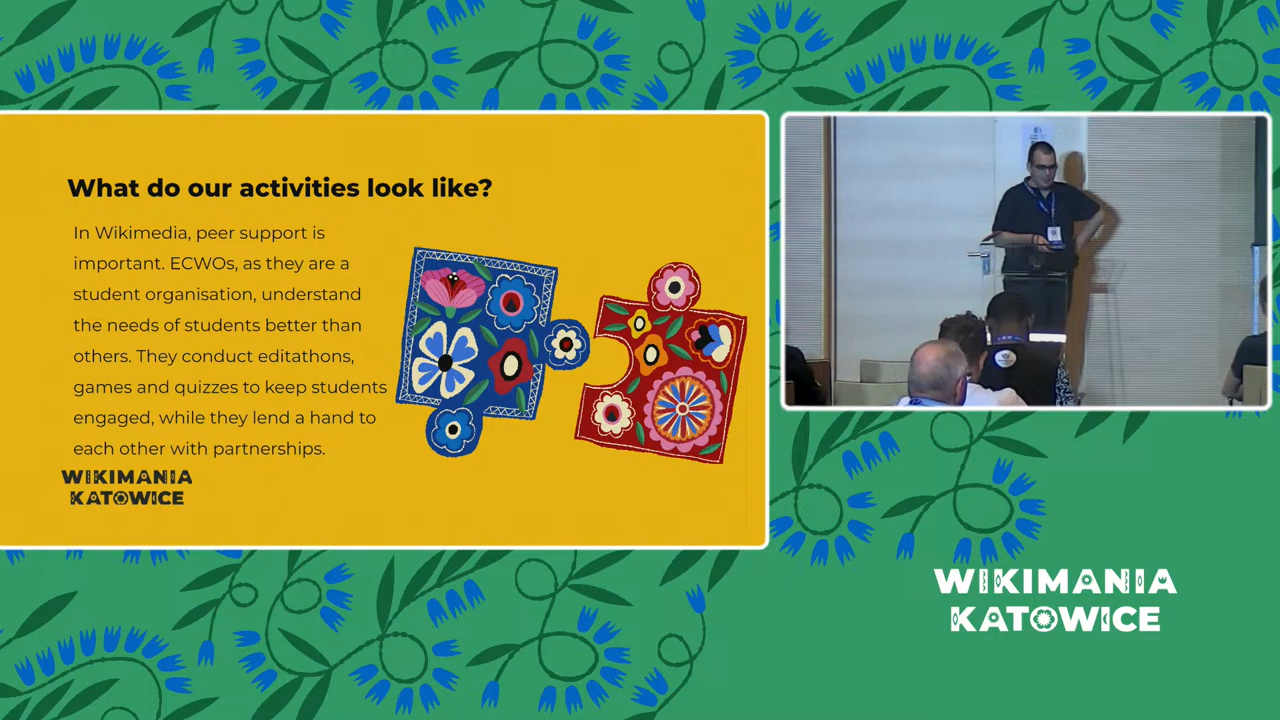 What do our activities look like?
In Wikimedia, peer support is
important. ECWOs, as they are a
student organisation, understand
the needs of students better than
others. They conduct editathons,
games and quizzes to keep students
engaged, while they lend a hand to
each other with partnerships.
WIKIMANIA
KATOWICE
WIKIMANIA
KATOWICE